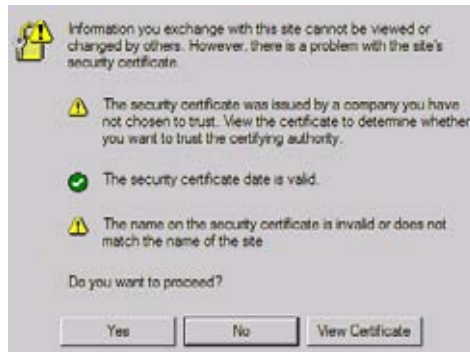 Information you exchange with this site cannot be viewed or
changed by others. However, there is a problem with the site's
security certificate.
The security certificate was issued by a company you have
not chosen to trust. View the certificate to determine whether
you want to trust the certifying authority.
The security certificate date is valid.
The name on the security certificate is invalid or does not
match the name of the site
Do you want to proceed?
Yes
No
View Certificate